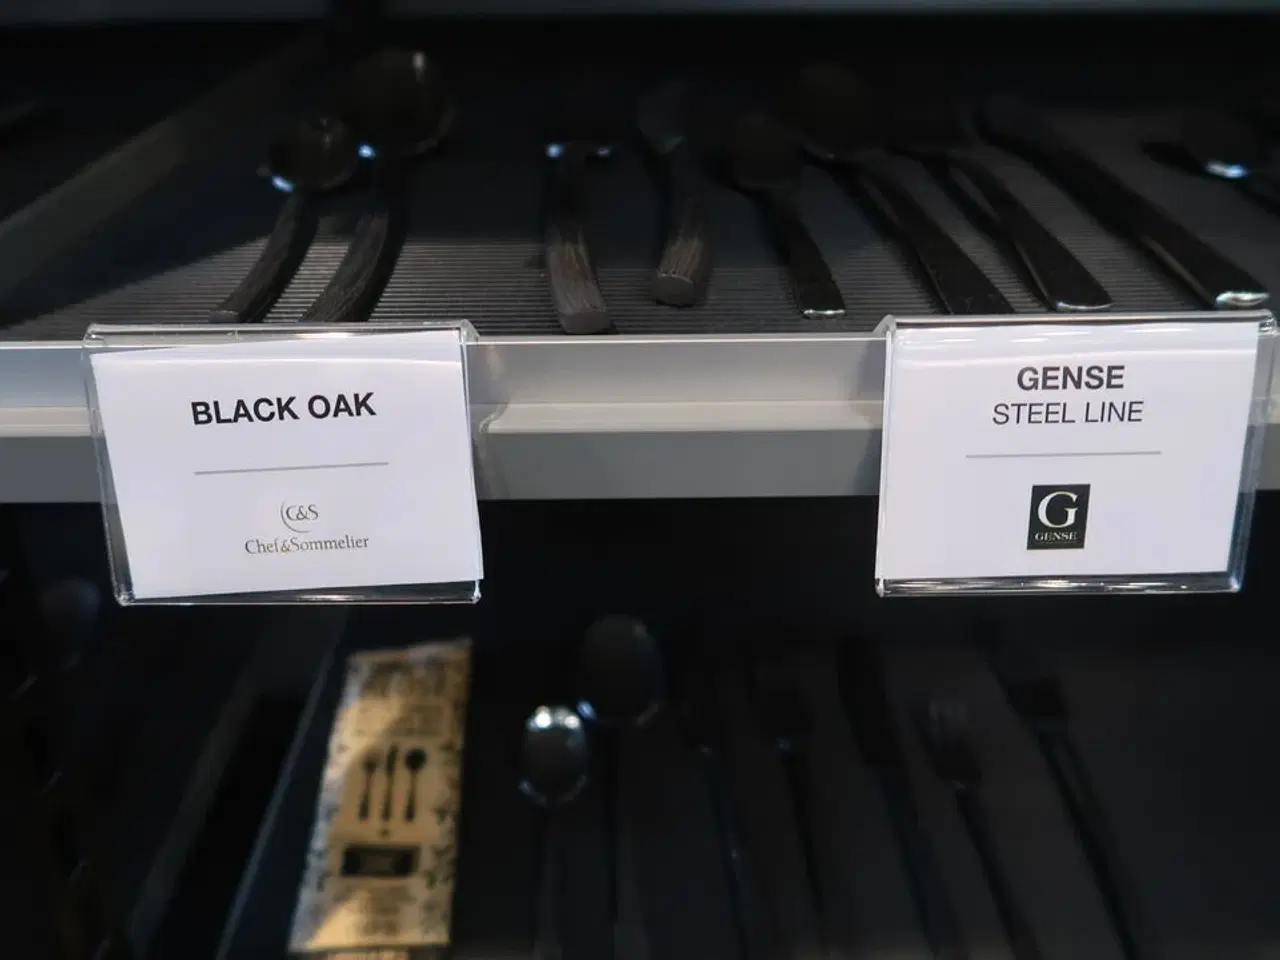 BLACK OAK
C&S
Chef&Sommelier
GENSE
STEEL LINE
G
GENSE